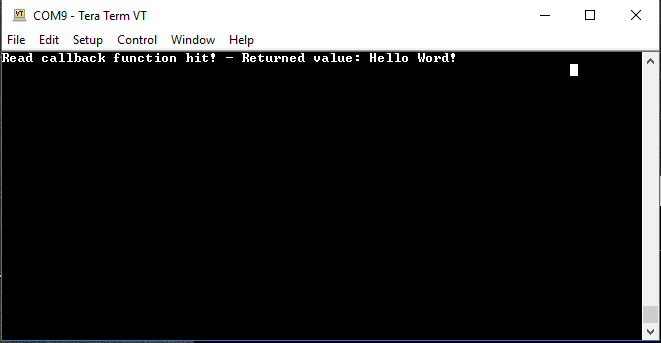 COM9 - Tera Term VT
File Edit Setup Control Window Help
Read callback function hit! - Returned value: Hello Word!